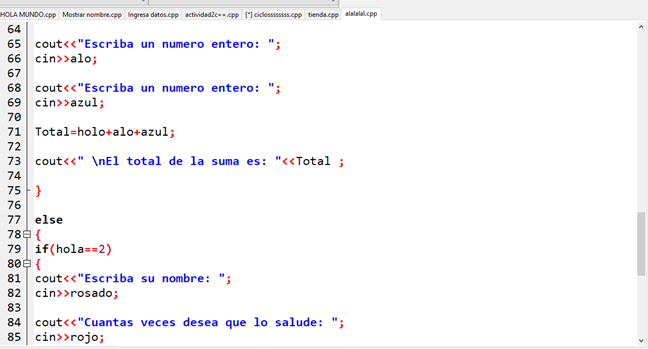 HOLA MUNDO.cpp Mostrar nombre.cpp Ingresa datos.cpp actividad2c++.cpp [*] ciclosssssss.cpp tienda.cpp alalalal.cpp
64
65 cout<<"Escriba un numero entero: ";
66 cin>>alo;
67
68 cout<<"Escriba un numero entero: ";
69 cin>>azul;
70
71 Total=holo+alo+azul;
72
73 cout<<" \nEl total de la suma es: "<<Total ;
74
75 }
76
77 else
78 {
79 if(hola==2)
80 {
81 cout<<"Escriba su nombre: ";
82 cin>>rosado;
83
84 cout<<"Cuantas veces desea que lo salude: ";
85 cin>>rojo;